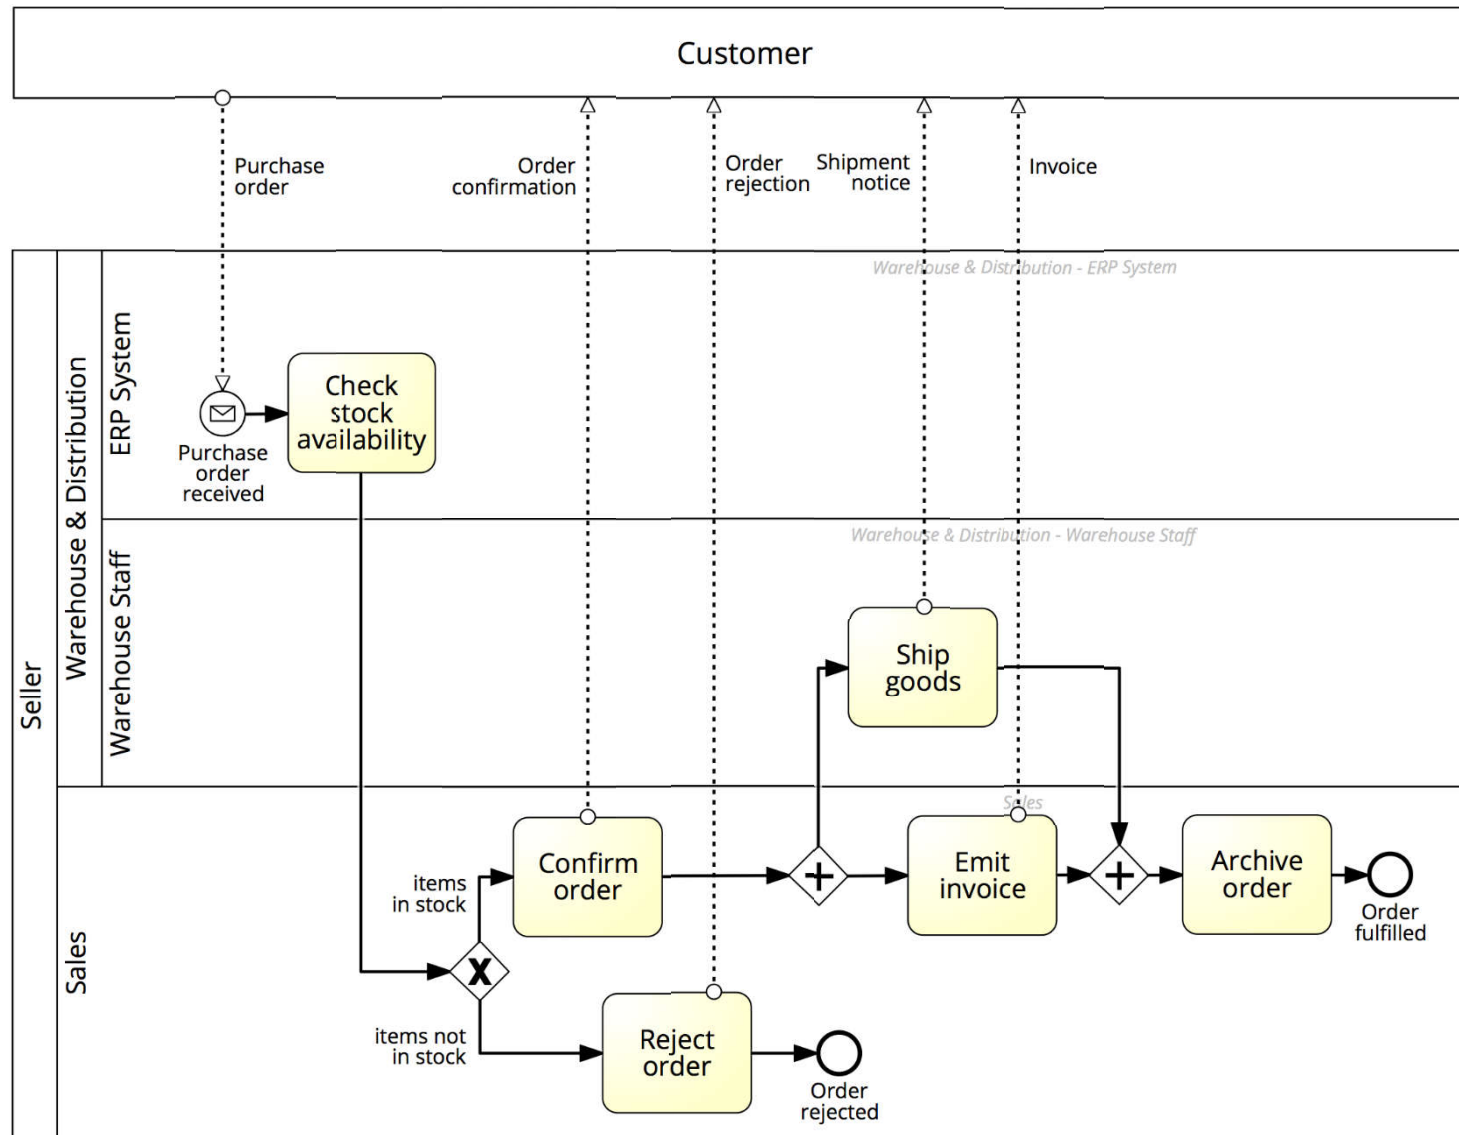 Customer
Purchase
order
Order
confirmation
Order
rejection
Shipment
notice
Invoice
Seller
Warehouse & Distribution
ERP System
Warehouse & Distribution - ERP System
Check
stock
availability
Purchase
order
received
Warehouse Staff
Warehouse & Distribution - Warehouse Staff
Ship
goods
Sales
Sales
items
in stock
Confirm
order
Emit
invoice
Archive
order
Order
fulfilled
X
items not
in stock
Reject
order
Order
rejected